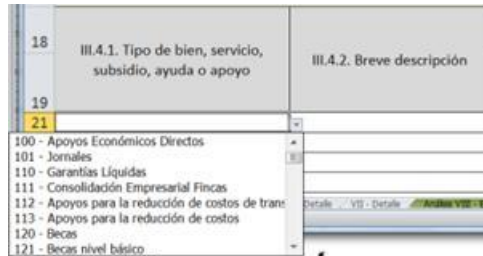 18
III.4.1. Tipo de bien, servicio,
subsidio, ayuda o apoyo
III.4.2. Breve descripción
19
21
100 - Apoyos Económicos Directos
101 - Jornales
110 - Garantías Líquidas
111 - Consolidación Empresarial Fincas
112 - Apoyos para la reducción de costos de trans
113 - Apoyos para la reducción de costos
120 - Becas
121 - Becas nivel básico
Detalle
VII - Detalle
Análisis VIII -